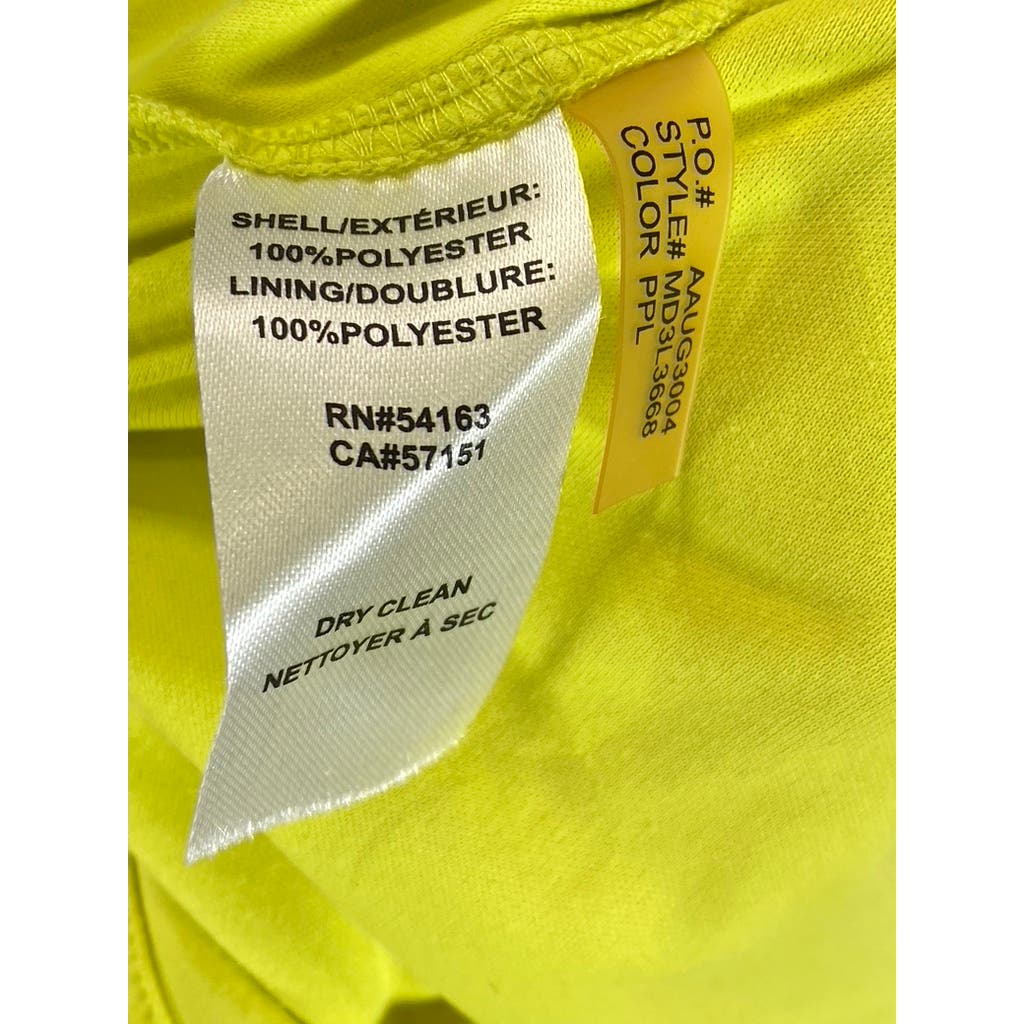 SHELL/EXTÉRIEUR:
100%POLYESTER
LINING/DOUBLURE:
100%POLYESTER
RN#54163
CA#57151
DRY CLEAN
NETTOYER À SEC
P.O.# AAUG3004
STYLE# MD3L3668
COLOR PPL